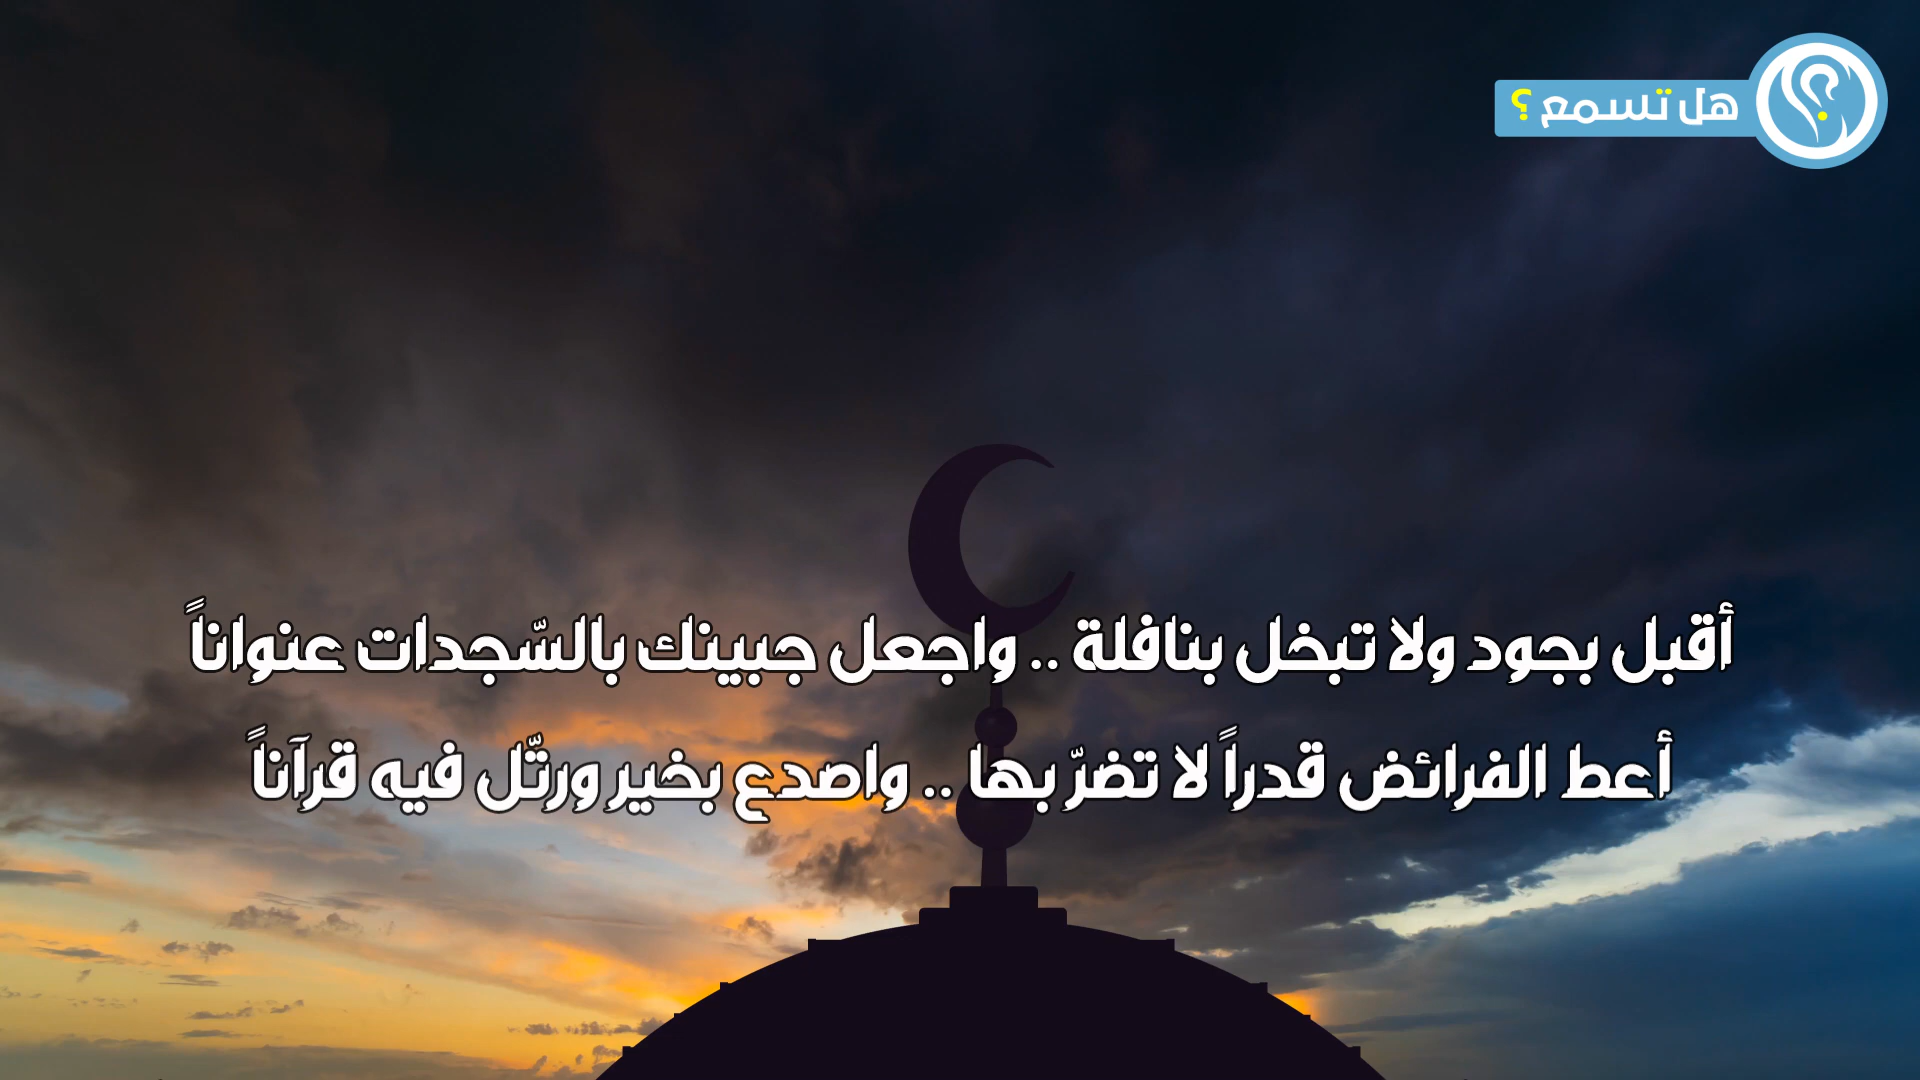 هل تسمع ؟
أقبل بجود ولا تبخل بنافلة .. واجعل جبينك بالسّجدات عنواناً
أعط الفرائض قدراً لا تضرّ بها .. واصدع بخير ورتّل فيه قرآناً